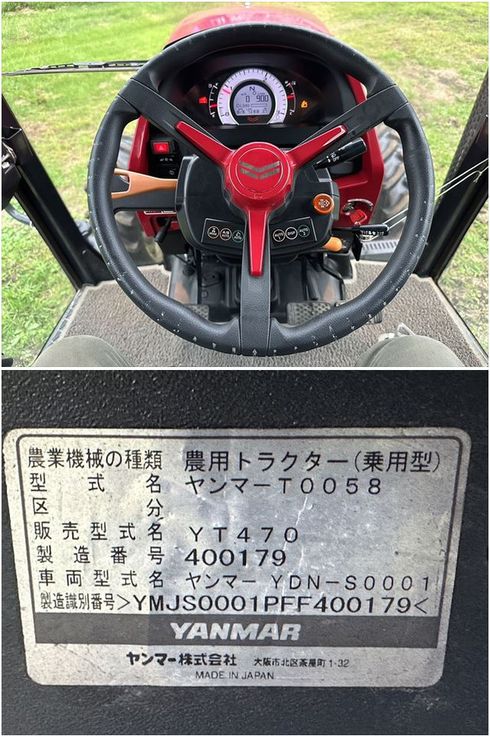 N
0 900
OFF
農業機械の種類 農用トラクター(乗用型)
型式名 ヤンマーT0058
区分
販売型式名 YT470
製造番号 400179
車両型式名 ヤンマー YDN-S0001
製造識別番号>YMJS0001PFF400179<
YANMAR
ヤンマー株式会社 大阪市北区茶屋町1-32
MADE IN JAPAN